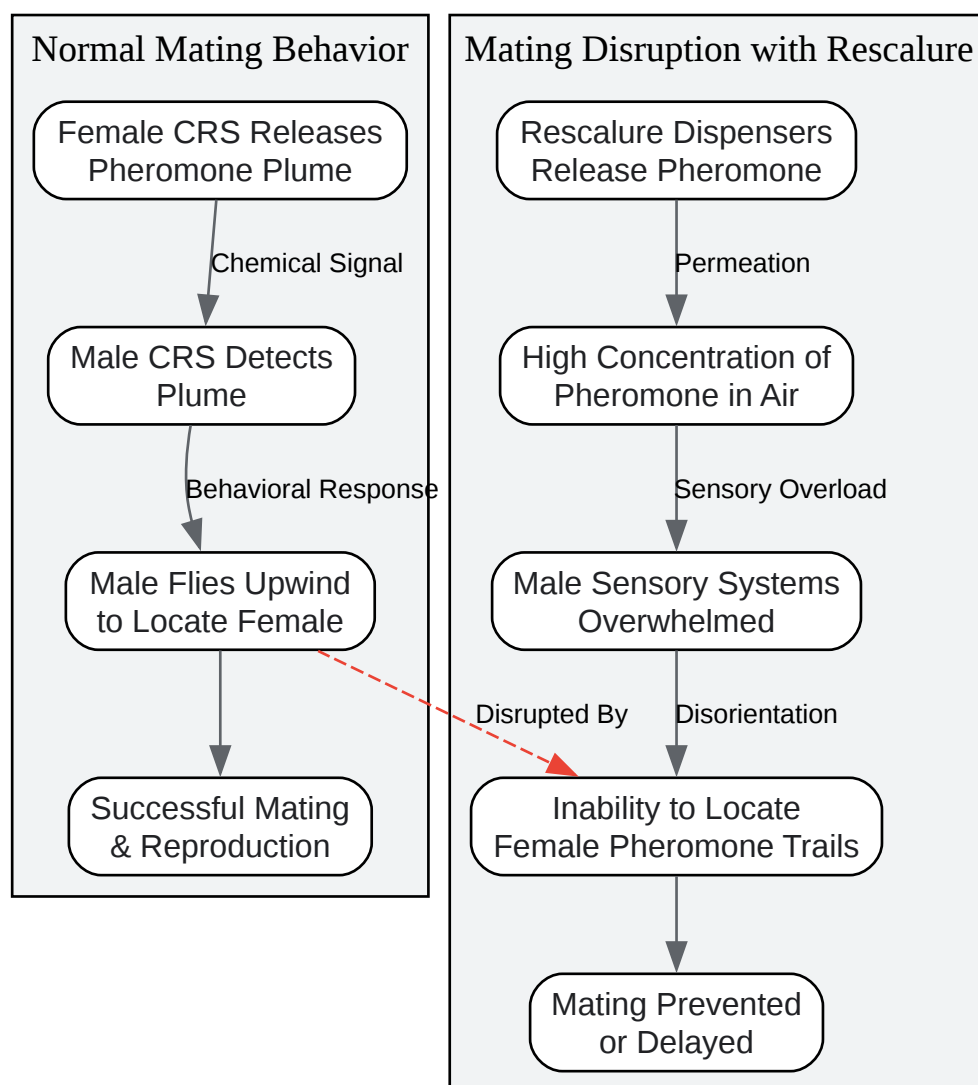 Normal Mating Behavior
Female CRS Releases
Pheromone Plume
Chemical Signal
Male CRS Detects
Plume
Behavioral Response
Male Flies Upwind
to Locate Female
Successful Mating
& Reproduction
Mating Disruption with Rescalure
Rescalure Dispensers
Release Pheromone
Permeation
High Concentration of
Pheromone in Air
Sensory Overload
Male Sensory Systems
Overwhelmed
Disrupted By
Disorientation
Inability to Locate
Female Pheromone Trails
Mating Prevented
or Delayed